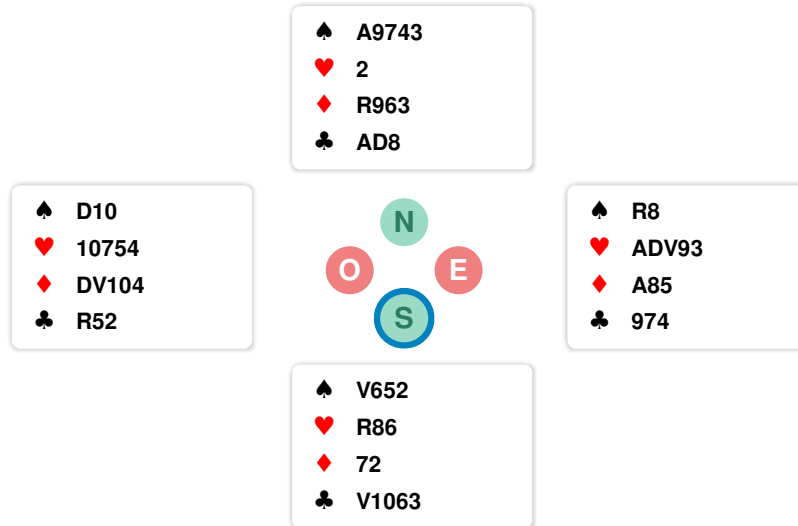 ♠ A9743
♥ 2
♦ R963
♣ AD8
♠ D10
♥ 10754
♦ DV104
♣ R52
N
O
E
S
♠ R8
♥ ADV93
♦ A85
♣ 974
♠ V652
♥ R86
♦ 72
♣ V1063